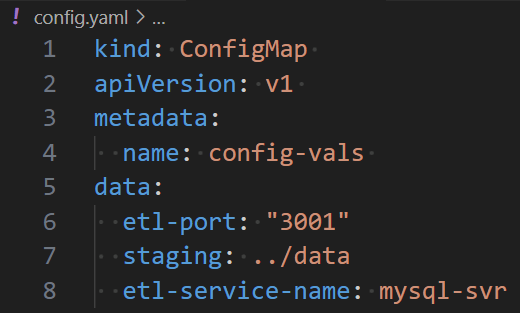 ! config.yaml > ...
1 kind: ConfigMap
2 apiVersion: v1
3 metadata:
4   name: config-vals
5 data:
6   etl-port: "3001"
7   staging: ../data
8   etl-service-name: mysql-svr